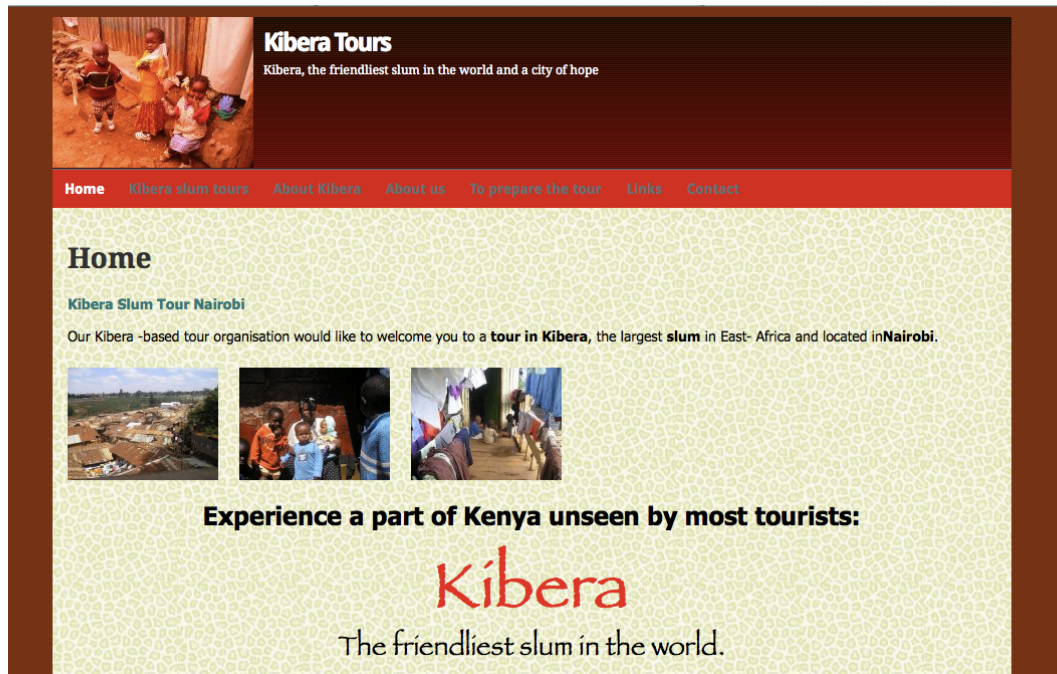 Kibera Tours
Kibera, the friendliest slum in the world and a city of hope
Home Kibera slum tours About Kibera About us To prepare the tour Links Contact
Home
Kibera Slum Tour Nairobi
Our Kibera -based tour organisation would like to welcome you to a tour in Kibera, the largest slum in East- Africa and located inNairobi.
Experience a part of Kenya unseen by most tourists:
Kibera
The friendliest slum in the world.